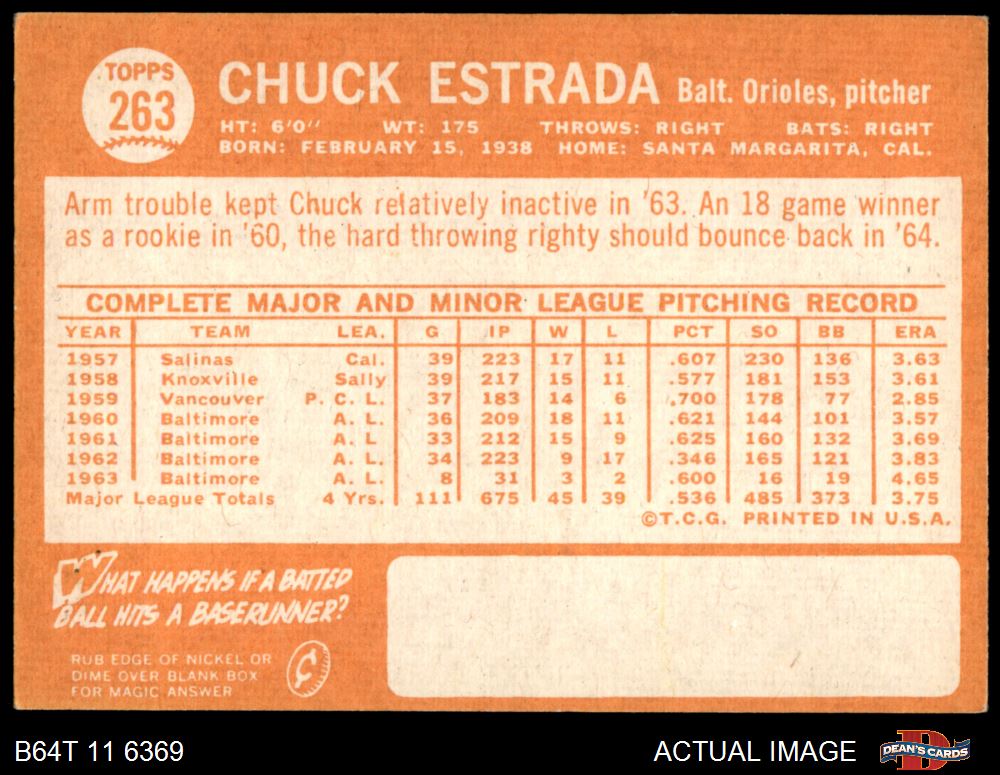 TOPPS
263
CHUCK ESTRADA Balt. Orioles, pitcher
HT: 6'0" WT: 175 THROWS: RIGHT BATS: RIGHT
BORN: FEBRUARY 15, 1938 HOME: SANTA MARGARITA, CAL.
Arm trouble kept Chuck relatively inactive in '63. An 18 game winner
as a rookie in '60, the hard throwing righty should bounce back in '64.
COMPLETE MAJOR AND MINOR LEAGUE PITCHING RECORD
YEAR TEAM LEA. G IP W L PCT SO BB ERA
1957 Salinas Cal. 39 223 17 11 .607 230 136 3.63
1958 Knoxville Sally 39 217 15 11 .577 181 153 3.61
1959 Vancouver P. C. L. 37 183 14 6 .700 178 77 2.85
1960 Baltimore A. L. 36 209 18 11 .621 144 101 3.57
1961 Baltimore A. L 33 212 15 9 .625 160 132 3.69
1962 Baltimore A. L. 34 223 9 17 .346 165 121 3.83
1963 Baltimore A. L. 8 31 3 2 .600 16 19 4.65
Major League Totals 4 Yrs. 111 675 45 39 .536 485 373 3.75
©T.C.G. PRINTED IN U.S.A.
WHAT HAPPENS IF A BATTED
BALL HITS A BASERUNNER?
RUB EDGE OF NICKEL OR
DIME OVER BLANK BOX
FOR MAGIC ANSWER
¢
B64T 11 6369
ACTUAL IMAGE
DEAN'S CARDS